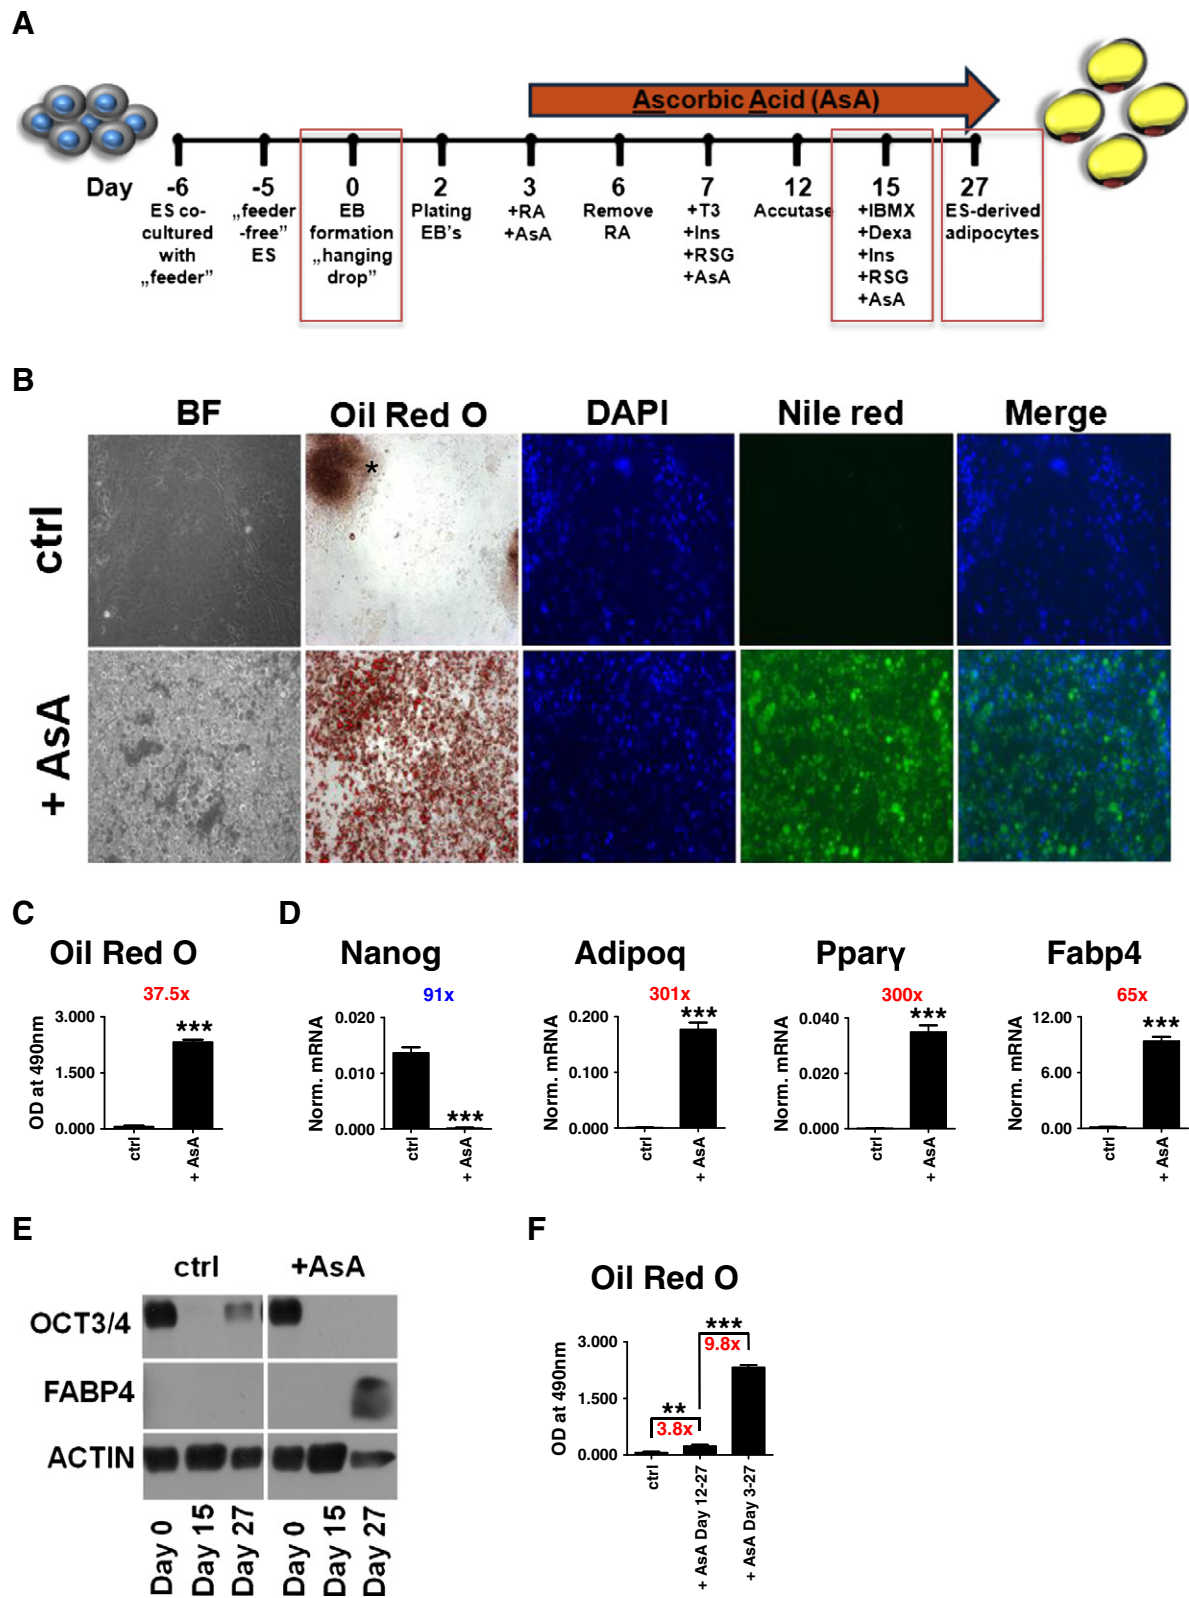 A
Ascorbic Acid (AsA)
Day -6 -5 0 2 3 6 7 12 15 27
ES co-
cultured
with
„feeder”
„feeder
-free”
ES
EB
formation
„hanging
drop”
Plating
EB's
+RA
+AsA
Remove
RA
+T3
+Ins
+RSG
+AsA
Accutase
+IBMX
+Dexa
+Ins
+RSG
+AsA
ES-derived
adipocytes
B
BF Oil Red O DAPI Nile red Merge
ctrl
*
+ AsA
C
Oil Red O
37.5x
OD at 490nm
3.000
1.500
0.000
***
ctrl
+ AsA
D
Nanog
91x
Norm. mRNA
0.020
0.010
0.000
***
ctrl
+ AsA
Adipoq
301x
Norm. mRNA
0.200
0.100
0.000
***
ctrl
+ AsA
Pparγ
300x
Norm. mRNA
0.040
0.020
0.000
***
ctrl
+ AsA
Fabp4
65x
Norm. mRNA
12.00
6.00
0.00
***
ctrl
+ AsA
E
ctrl +AsA
OCT3/4
FABP4
ACTIN
Day 0
Day 15
Day 27
Day 0
Day 15
Day 27
F
Oil Red O
OD at 490nm
3.000
1.500
0.000
***
9.8x
**
3.8x
ctrl
+ AsA Day 12-27
+ AsA Day 3-27